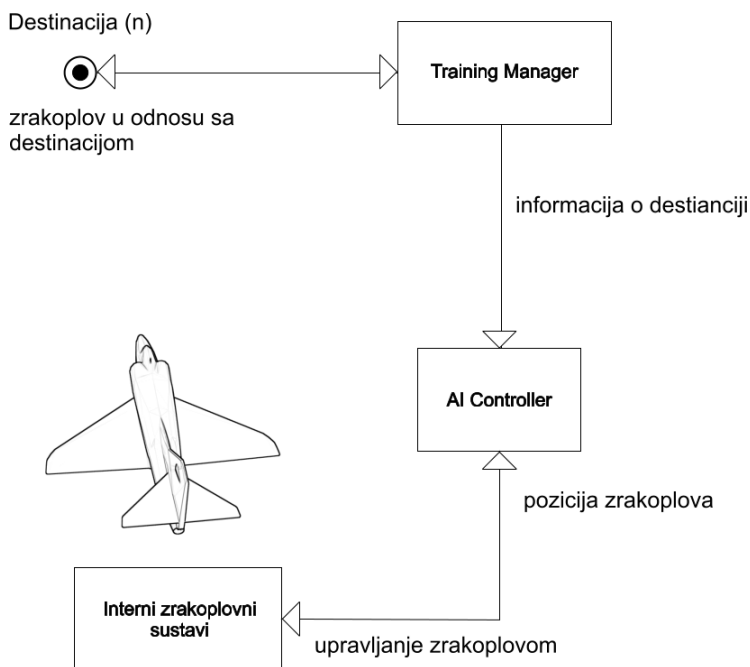 Destinacija (n)
Training Manager
zrakoplov u odnosu sa
destinacijom
informacija o destianciji
AI Controller
pozicija zrakoplova
Interni zrakoplovni
sustavi
upravljanje zrakoplovom